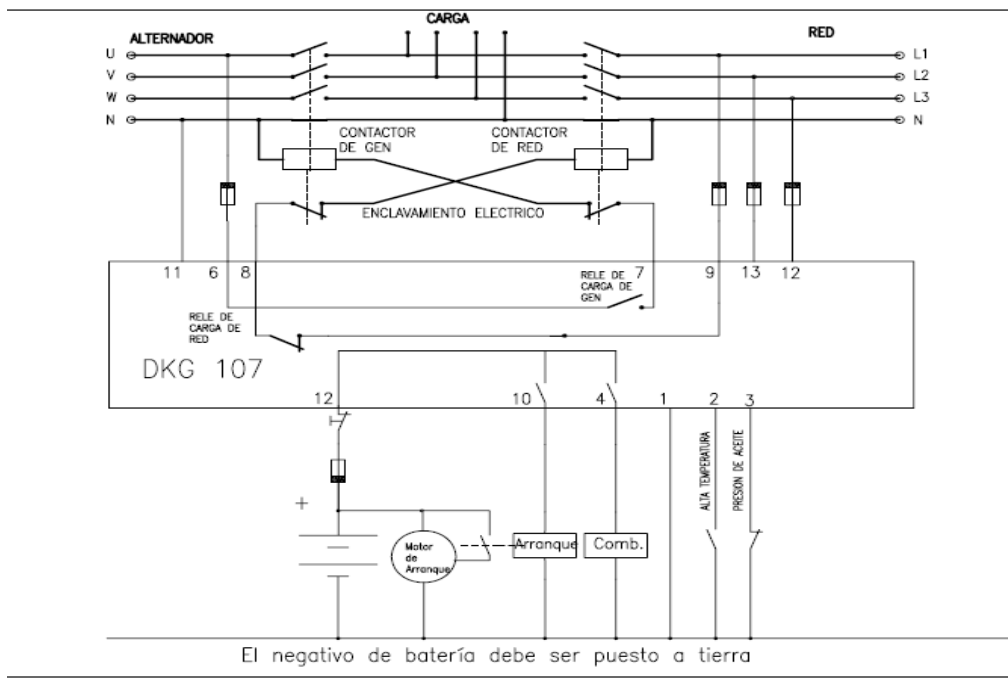 CARGA
ALTERNADOR
RED
U
L1
V
L2
W
L3
N
N
CONTACTOR
DE GEN
CONTACTOR
DE RED
ENCLAVAMIENTO ELECTRICO
11
6
8
RELE DE
CARGA DE
GEN
7
9
13
12
RELE DE
CARGA DE
RED
DKG 107
12
10
4
1
2
3
ALTA TEMPERATURA
PRESION DE ACEITE
+
Motor
de
Arranque
Arranque
Comb.
El negativo de batería debe ser puesto a tierra